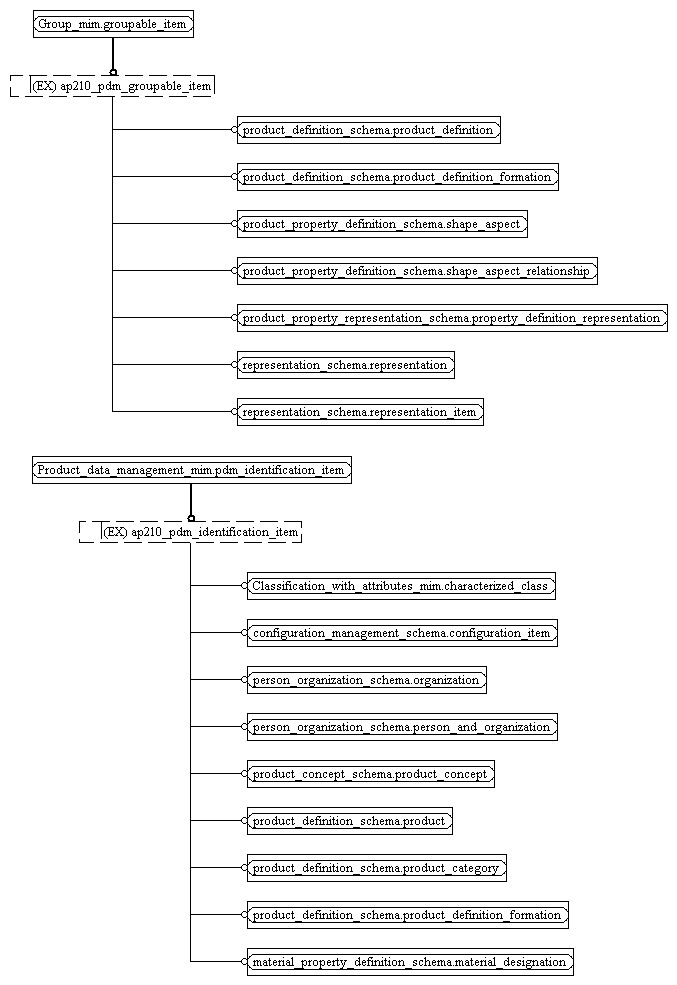 Group_mim.groupable_item
(EX) ap210_pdm_groupable_item
product_definition_schema.product_definition
product_definition_schema.product_definition_formation
product_property_definition_schema.shape_aspect
product_property_definition_schema.shape_aspect_relationship
product_property_representation_schema.property_definition_representation
representation_schema.representation
representation_schema.representation_item
Product_data_management_mim.pdm_identification_item
(EX) ap210_pdm_identification_item
Classification_with_attributes_mim.characterized_class
configuration_management_schema.configuration_item
person_organization_schema.organization
person_organization_schema.person_and_organization
product_concept_schema.product_concept
product_definition_schema.product
product_definition_schema.product_category
product_definition_schema.product_definition_formation
material_property_definition_schema.material_designation